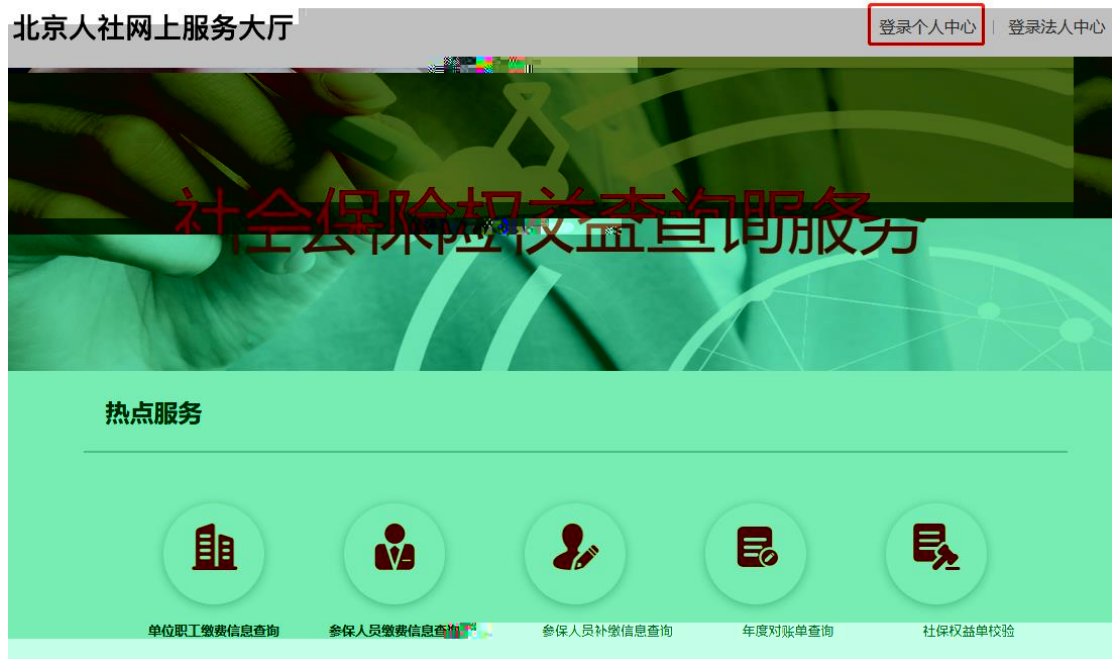 北京人社网上服务大厅
登录个人中心 | 登录法人中心
社会保险权益查询服务
热点服务
单位职工缴费信息查询 参保人员缴费信息查询 参保人员补缴信息查询 年度对账单查询 社保权益单校验